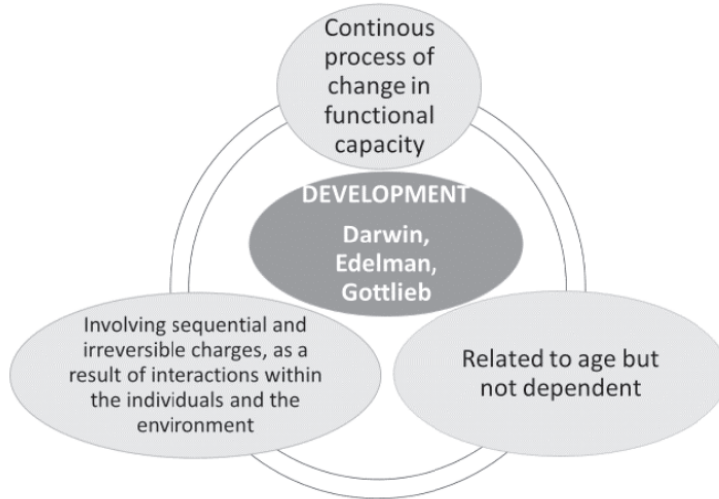 Continous
process of
change in
functional
capacity
DEVELOPMENT
Darwin,
Edelman,
Gottlieb
Involving sequential and
irreversible charges, as a
result of interactions within
the individuals and the
environment
Related to age but
not dependent